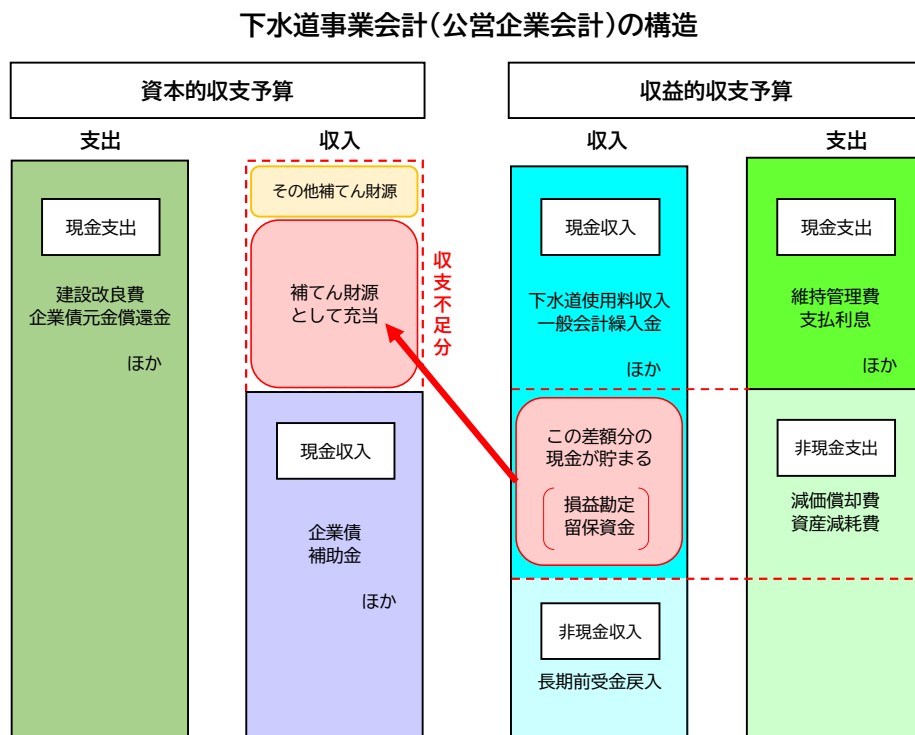 下水道事業会計(公営企業会計)の構造
資本的収支予算
支出
現金支出
建設改良費
企業債元金償還金
ほか
収入
その他補てん財源
補てん財源
として充当
収支不足分
現金収入
企業債
補助金
ほか
収益的収支予算
収入
現金収入
下水道使用料収入
一般会計繰入金
ほか
この差額分の
現金が貯まる
損益勘定
留保資金
非現金収入
長期前受金戻入
支出
現金支出
維持管理費
支払利息
ほか
非現金支出
減価償却費
資産減耗費